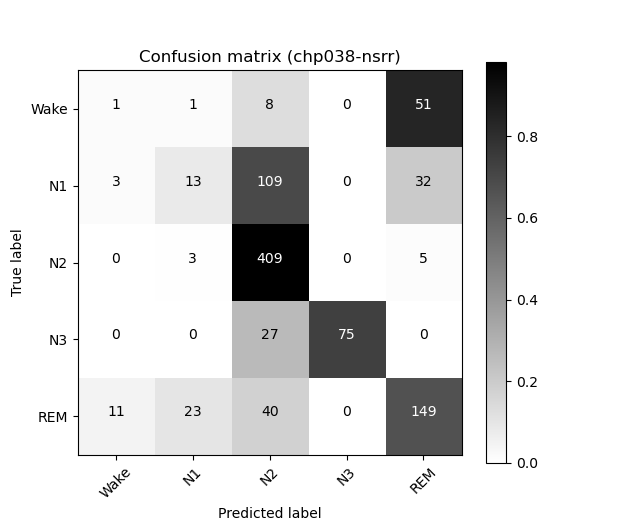 Confusion matrix (chp038-nsrr)
True label
Wake 1 1 8 0 51
N1 3 13 109 0 32
N2 0 3 409 0 5
N3 0 0 27 75 0
REM 11 23 40 0 149
Wake N1 N2 N3 REM
Predicted label
0.8
0.6
0.4
0.2
0.0